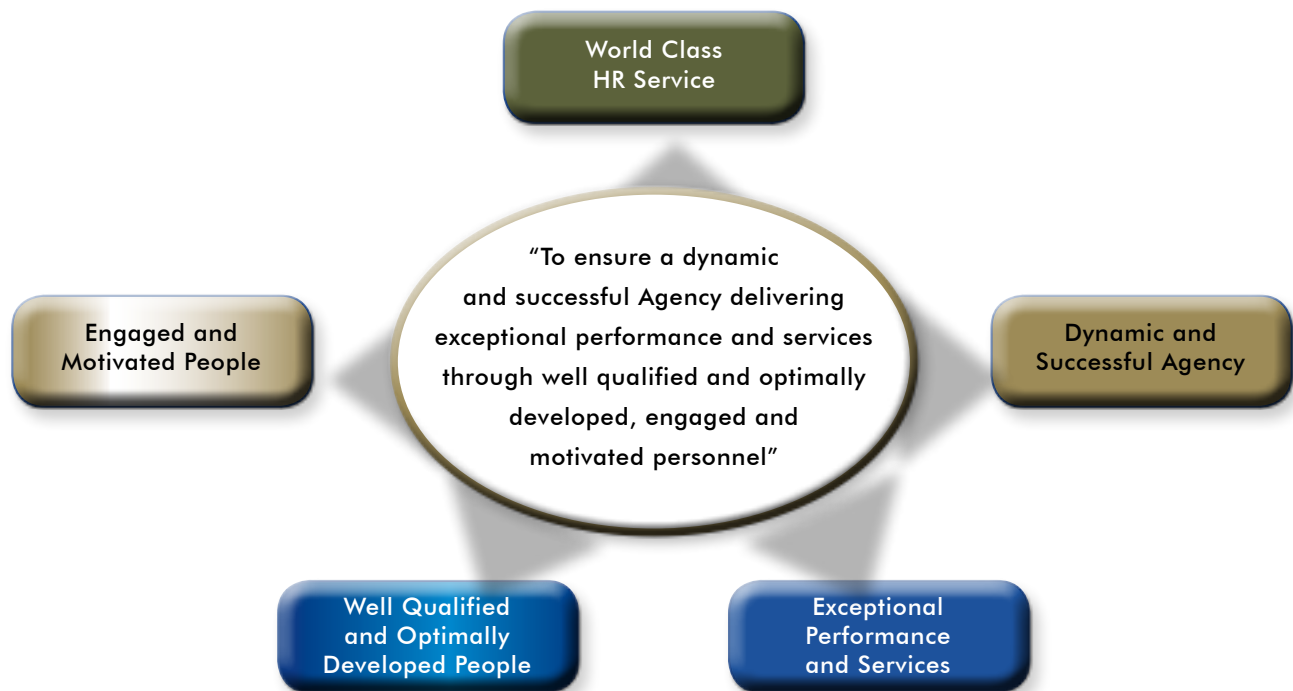 World Class
HR Service
“To ensure a dynamic
and successful Agency delivering
exceptional performance and services
through well qualified and optimally
developed, engaged and
motivated personnel”
Engaged and
Motivated People
Dynamic and
Successful Agency
Well Qualified
and Optimally
Developed People
Exceptional
Performance
and Services